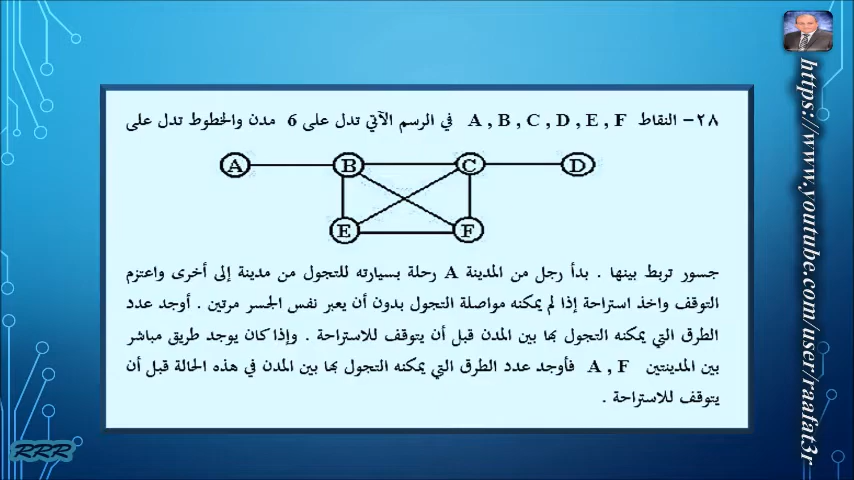 ٢٨- النقاط A , B , C , D , E , F في الرسم الآتي تدل على 6 مدن والخطوط تدل على
A B C D
E F
جسور تربط بينها . بدأ رجل من المدينة A رحلة بسيارته للتجول من مدينة إلى أخرى واعتزم
التوقف واخذ استراحة إذا لم يمكنه مواصلة التجول بدون أن يعبر نفس الجسر مرتين . أوجد عدد
الطرق التي يمكنه التجول بها بين المدن قبل أن يتوقف للاستراحة . وإذا كان يوجد طريق مباشر
بين المدينتين A , F فأوجد عدد الطرق التي يمكنه التجول بها بين المدن في هذه الحالة قبل أن
يتوقف للاستراحة .
https://www.youtube.com/user/raafat3r
RRR